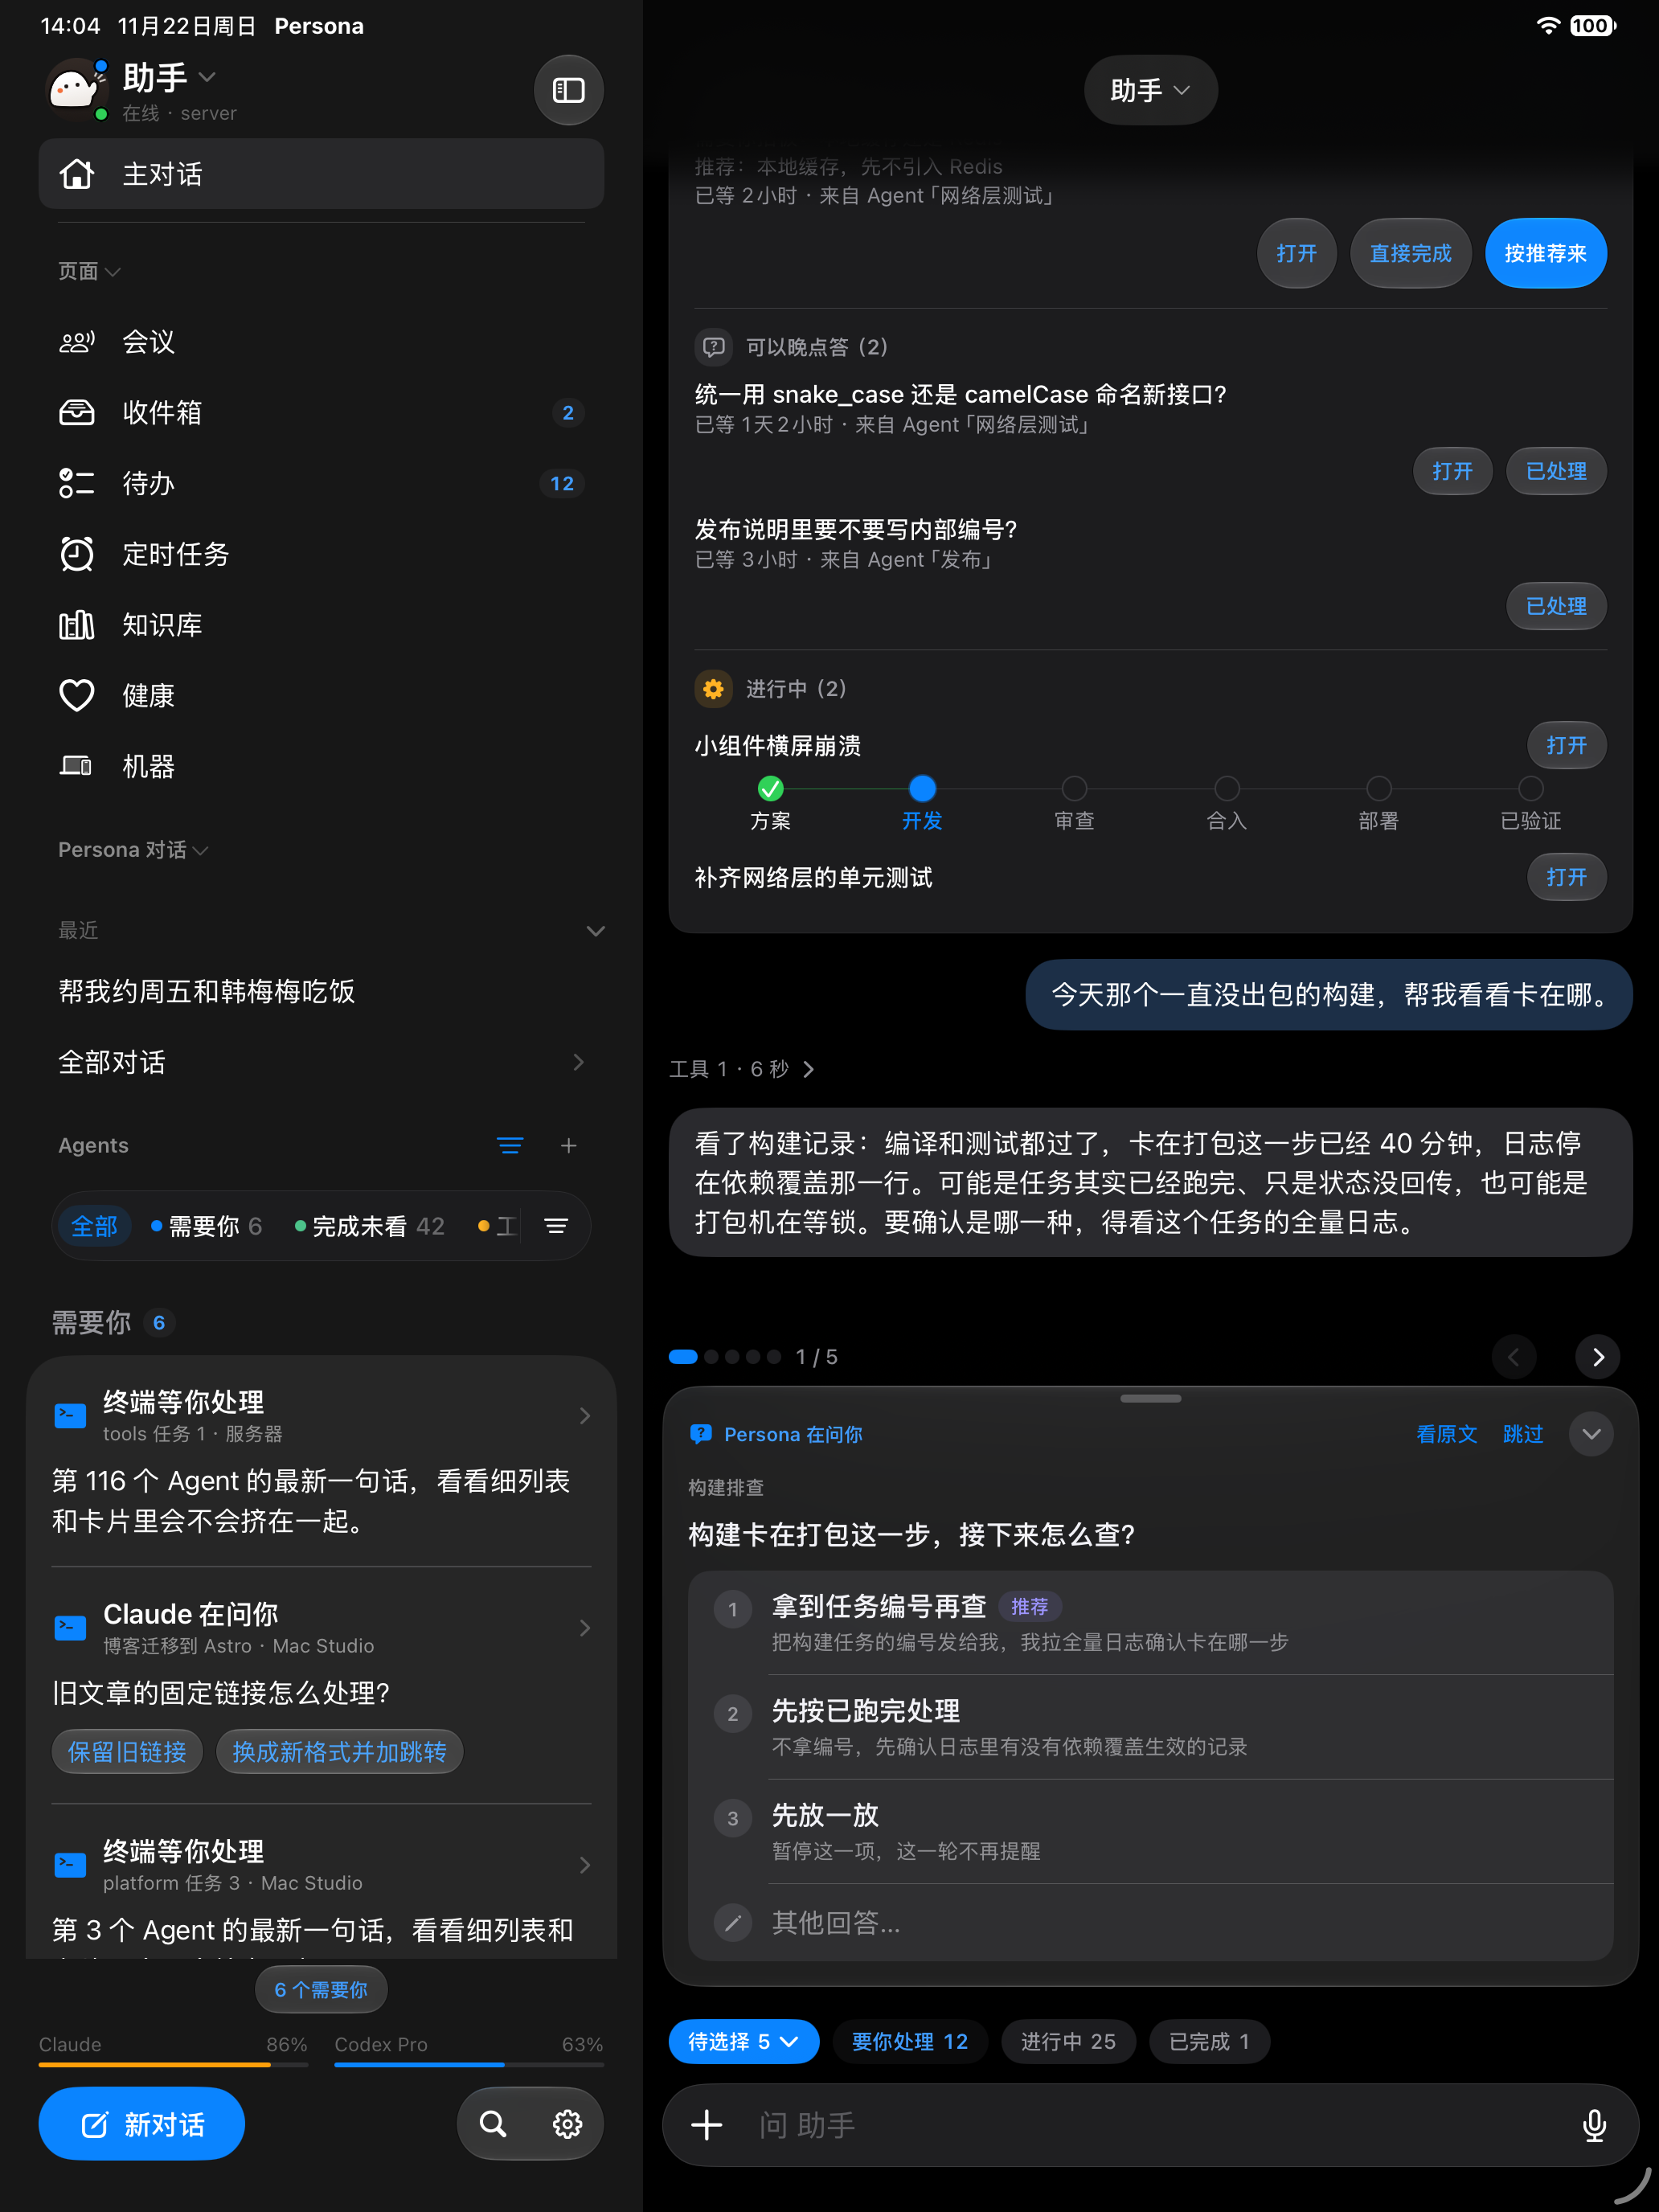 14:04 11月22日周日 Persona
100
助手
在线 · server
主对话
页面
会议
收件箱 2
待办 12
定时任务
知识库
健康
机器
Persona 对话
最近
帮我约周五和韩梅梅吃饭
全部对话
Agents
全部 需要你 6 完成未看 42
需要你 6
终端等你处理
tools 任务 1 · 服务器
第 116 个 Agent 的最新一句话，看看细列表
和卡片里会不会挤在一起。
Claude 在问你
博客迁移到 Astro · Mac Studio
旧文章的固定链接怎么处理？
保留旧链接 换成新格式并加跳转
终端等你处理
platform 任务 3 · Mac Studio
第 3 个 Agent 的最新一句话，看看细列表和
6 个需要你
Claude 86% Codex Pro 63%
新对话
助手
推荐：本地缓存，先不引入 Redis
已等 2小时 · 来自 Agent「网络层测试」
打开 直接完成 按推荐来
可以晚点答（2）
统一用 snake_case 还是 camelCase 命名新接口？
已等 1天2小时 · 来自 Agent「网络层测试」
打开 已处理
发布说明里要不要写内部编号？
已等 3小时 · 来自 Agent「发布」
已处理
进行中（2）
小组件横屏崩溃 打开
方案 开发 审查 合入 部署 已验证
补齐网络层的单元测试 打开
今天那个一直没出包的构建，帮我看看卡在哪。
工具 1 · 6 秒
看了构建记录：编译和测试都过了，卡在打包这一步已经 40 分钟，日志停
在依赖覆盖那一行。可能是任务其实已经跑完、只是状态没回传，也可能是
打包机在等锁。要确认是哪一种，得看这个任务的全量日志。
1 / 5
Persona 在问你 看原文 跳过
构建排查
构建卡在打包这一步，接下来怎么查？
1 拿到任务编号再查 推荐
把构建任务的编号发给我，我拉全量日志确认卡在哪一步
2 先按已跑完处理
不拿编号，先确认日志里有没有依赖覆盖生效的记录
3 先放一放
暂停这一项，这一轮不再提醒
其他回答...
待选择 5 要你处理 12 进行中 25 已完成 1
问 助手